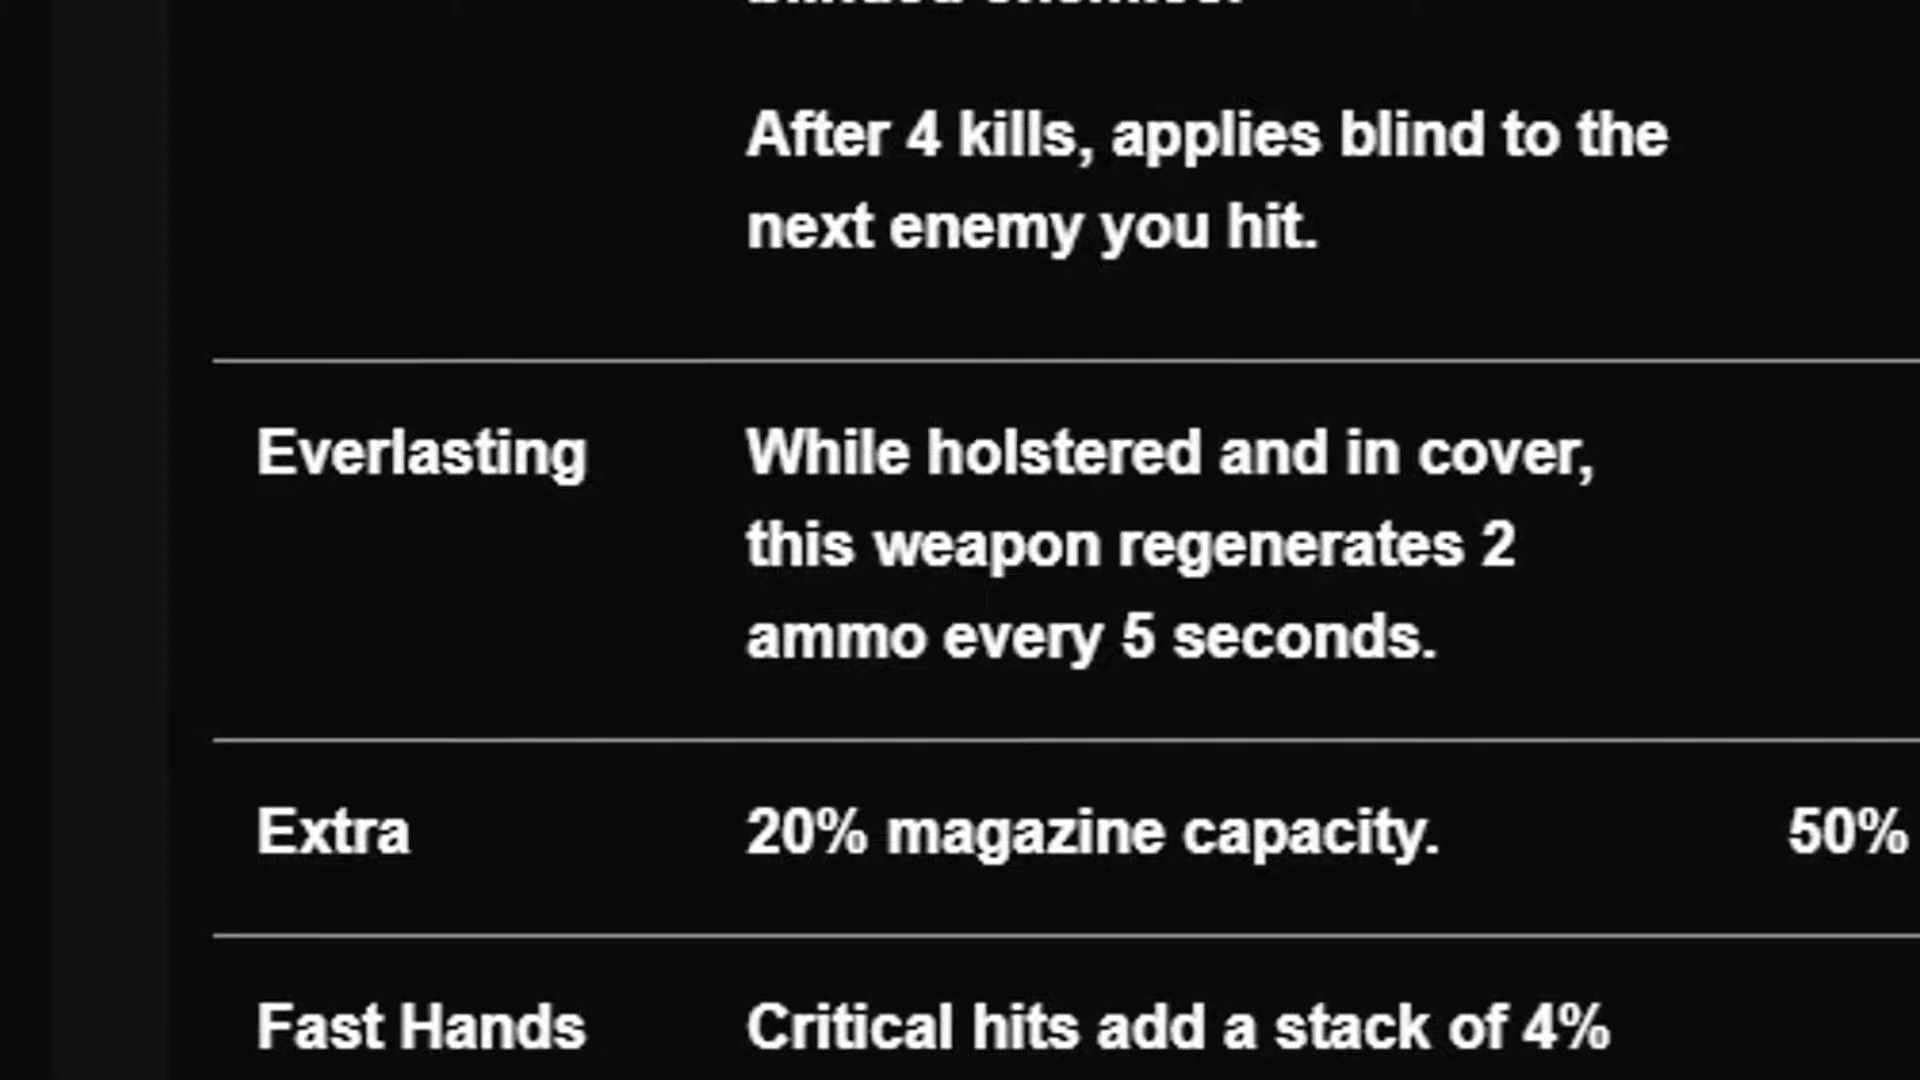 After 4 kills, applies blind to the
next enemy you hit.
Everlasting
While holstered and in cover,
this weapon regenerates 2
ammo every 5 seconds.
Extra
20% magazine capacity.
50%
Fast Hands
Critical hits add a stack of 4%